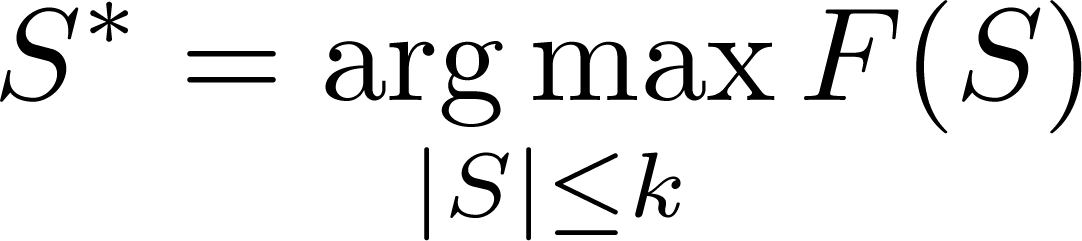 S* = arg max F(S)
|S|≤k